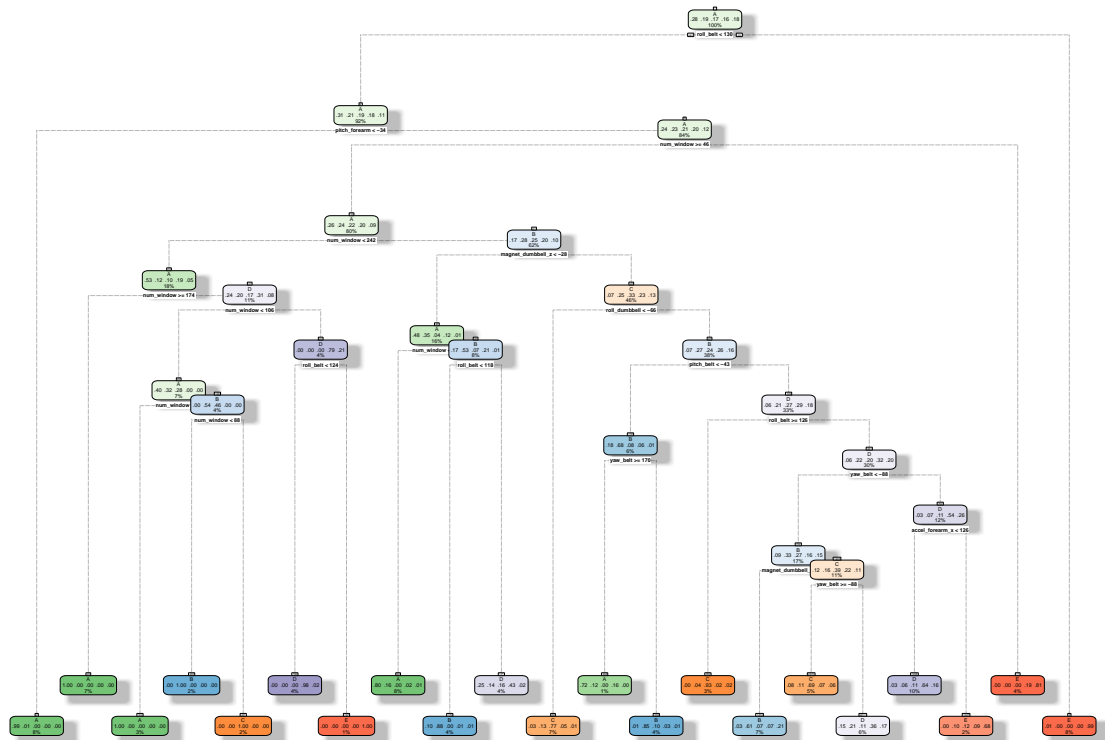 A
.28 .19 .17 .16 .18
100%
roll_belt < 130
A
.31 .21 .19 .18 .11
92%
pitch_forearm < −34
A
.24 .23 .21 .20 .12
84%
num_window >= 46
A
.26 .24 .22 .20 .09
80%
num_window < 242
B
.17 .28 .25 .20 .10
62%
magnet_dumbbell_z < −28
A
.53 .12 .10 .19 .05
18%
num_window >= 174
D
.24 .20 .17 .31 .08
11%
num_window < 106
C
.07 .25 .33 .23 .13
46%
roll_dumbbell < −66
A
.48 .35 .04 .12 .01
16%
num_window
B
.17 .53 .07 .21 .01
8%
roll_belt < 118
D
.00 .00 .00 .79 .21
4%
roll_belt < 124
B
.07 .27 .24 .26 .16
38%
pitch_belt < −43
A
.40 .32 .28 .00 .00
7%
num_window
B
.00 .54 .46 .00 .00
4%
num_window < 88
D
.06 .21 .27 .29 .18
33%
roll_belt >= 126
B
.18 .68 .08 .06 .01
6%
yaw_belt >= 170
D
.06 .22 .20 .32 .20
30%
yaw_belt < −88
D
.03 .07 .11 .54 .26
12%
accel_forearm_x < 126
B
.09 .33 .27 .16 .15
17%
magnet_dumbbell_
C
.12 .16 .39 .22 .11
11%
yaw_belt >= −88
A
1.00 .00 .00 .00 .00
7%
B
.00 1.00 .00 .00 .00
2%
D
.00 .00 .00 .98 .02
4%
A
.80 .16 .00 .02 .01
8%
D
.25 .14 .16 .43 .02
4%
A
.72 .12 .00 .16 .00
1%
C
.00 .04 .93 .02 .02
3%
C
.08 .11 .69 .07 .06
5%
D
.03 .06 .11 .64 .16
10%
E
.00 .00 .00 .19 .81
4%
A
.99 .01 .00 .00 .00
8%
A
1.00 .00 .00 .00 .00
3%
C
.00 .00 1.00 .00 .00
2%
E
.00 .00 .00 .00 1.00
1%
B
.10 .88 .00 .01 .01
4%
C
.03 .13 .77 .05 .01
7%
B
.01 .85 .10 .03 .01
4%
B
.03 .61 .07 .07 .21
7%
D
.15 .21 .11 .36 .17
6%
E
.00 .10 .12 .09 .68
2%
E
.01 .00 .00 .00 .99
8%